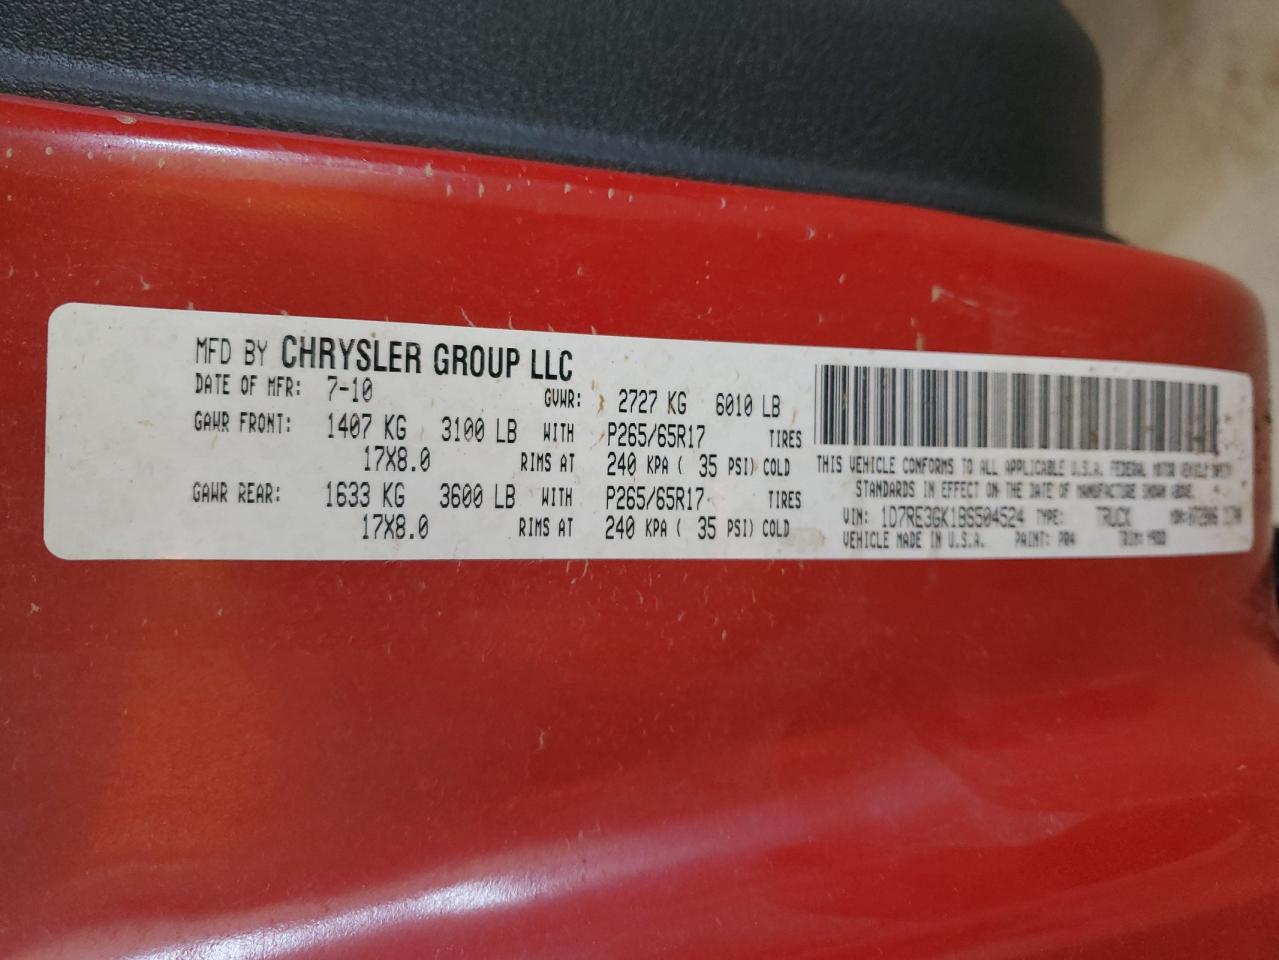 MFD BY CHRYSLER GROUP LLC
DATE OF MFR: 7-10 GVWR: 2727 KG 6010 LB
GAWR FRONT: 1407 KG 3100 LB WITH P265/65R17 TIRES
17X8.0 RIMS AT 240 KPA ( 35 PSI) COLD
GAWR REAR: 1633 KG 3600 LB WITH P265/65R17 TIRES
17X8.0 RIMS AT 240 KPA ( 35 PSI) COLD
THIS VEHICLE CONFORMS TO ALL APPLICABLE U.S.A. FEDERAL MOTOR VEHICLE SAFETY
STANDARDS IN EFFECT ON THE DATE OF MANUFACTURE SHOWN ABOVE.
VIN: 1D7RE3GK1BS504524 TYPE: TRUCK MDH:
VEHICLE MADE IN U.S.A. PAINT: PR4 TRIM: